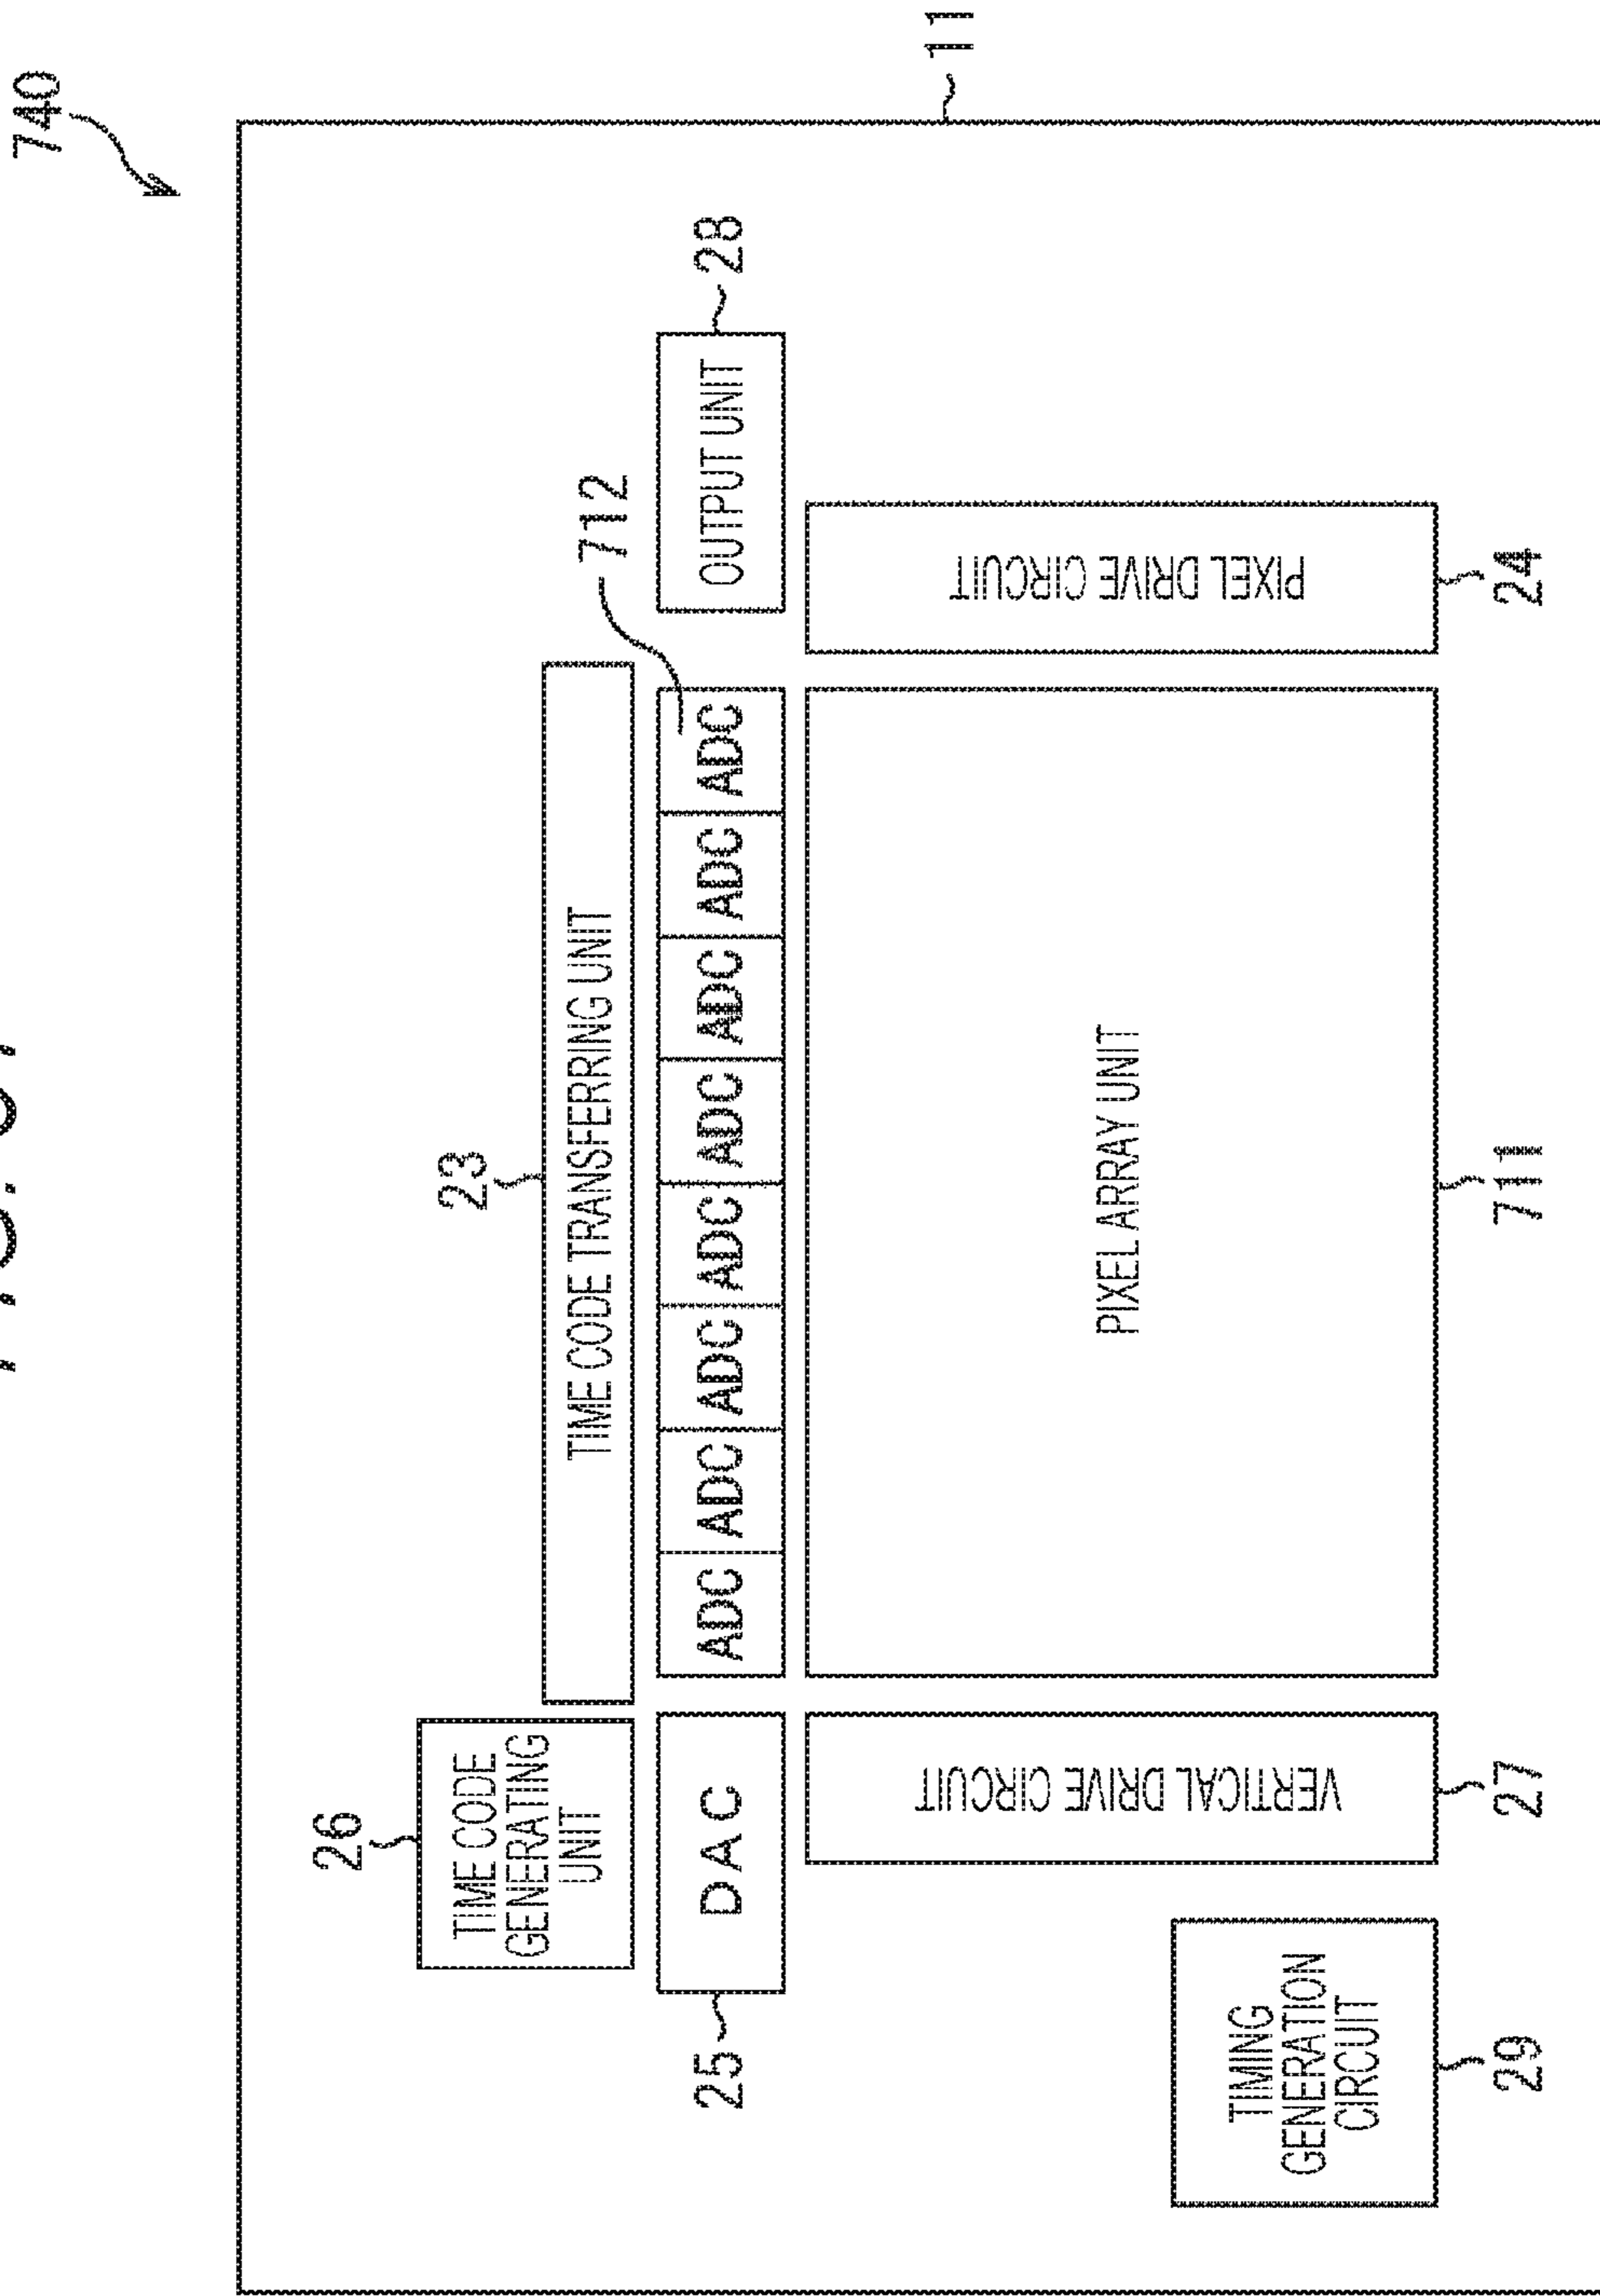 740
11
26
TIME CODE
GENERATING
UNIT
23
TIME CODE TRANSFERRING UNIT
712
25
DAC
ADC
ADC
ADC
ADC
ADC
ADC
ADC
ADC
OUTPUT UNIT
28
VERTICAL DRIVE CIRCUIT
27
PIXEL ARRAY UNIT
711
PIXEL DRIVE CIRCUIT
24
TIMING
GENERATION
CIRCUIT
29